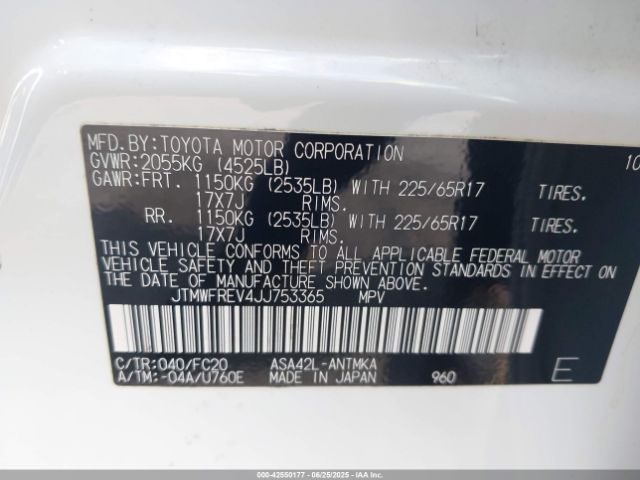 MFD.BY:TOYOTA MOTOR CORPORATION 10
GVWR:2055KG (4525LB)
GAWR:FRT. 1150KG (2535LB) WITH 225/65R17 TIRES.
17X7J RIMS.
RR. 1150KG (2535LB) WITH 225/65R17 TIRES.
17X7J RIMS.
THIS VEHICLE CONFORMS TO ALL APPLICABLE FEDERAL MOTOR
VEHICLE SAFETY AND THEFT PREVENTION STANDARDS IN EFFECT ON
THE DATE OF MANUFACTURE SHOWN ABOVE.
JTMWFREV4JJ753365 MPV
C/TR:040/FC20 ASA42L-ANTMKA
A/TM:-04A/U760E MADE IN JAPAN 960 E
000-42550177 - 06/25/2025 - IAAI.COM